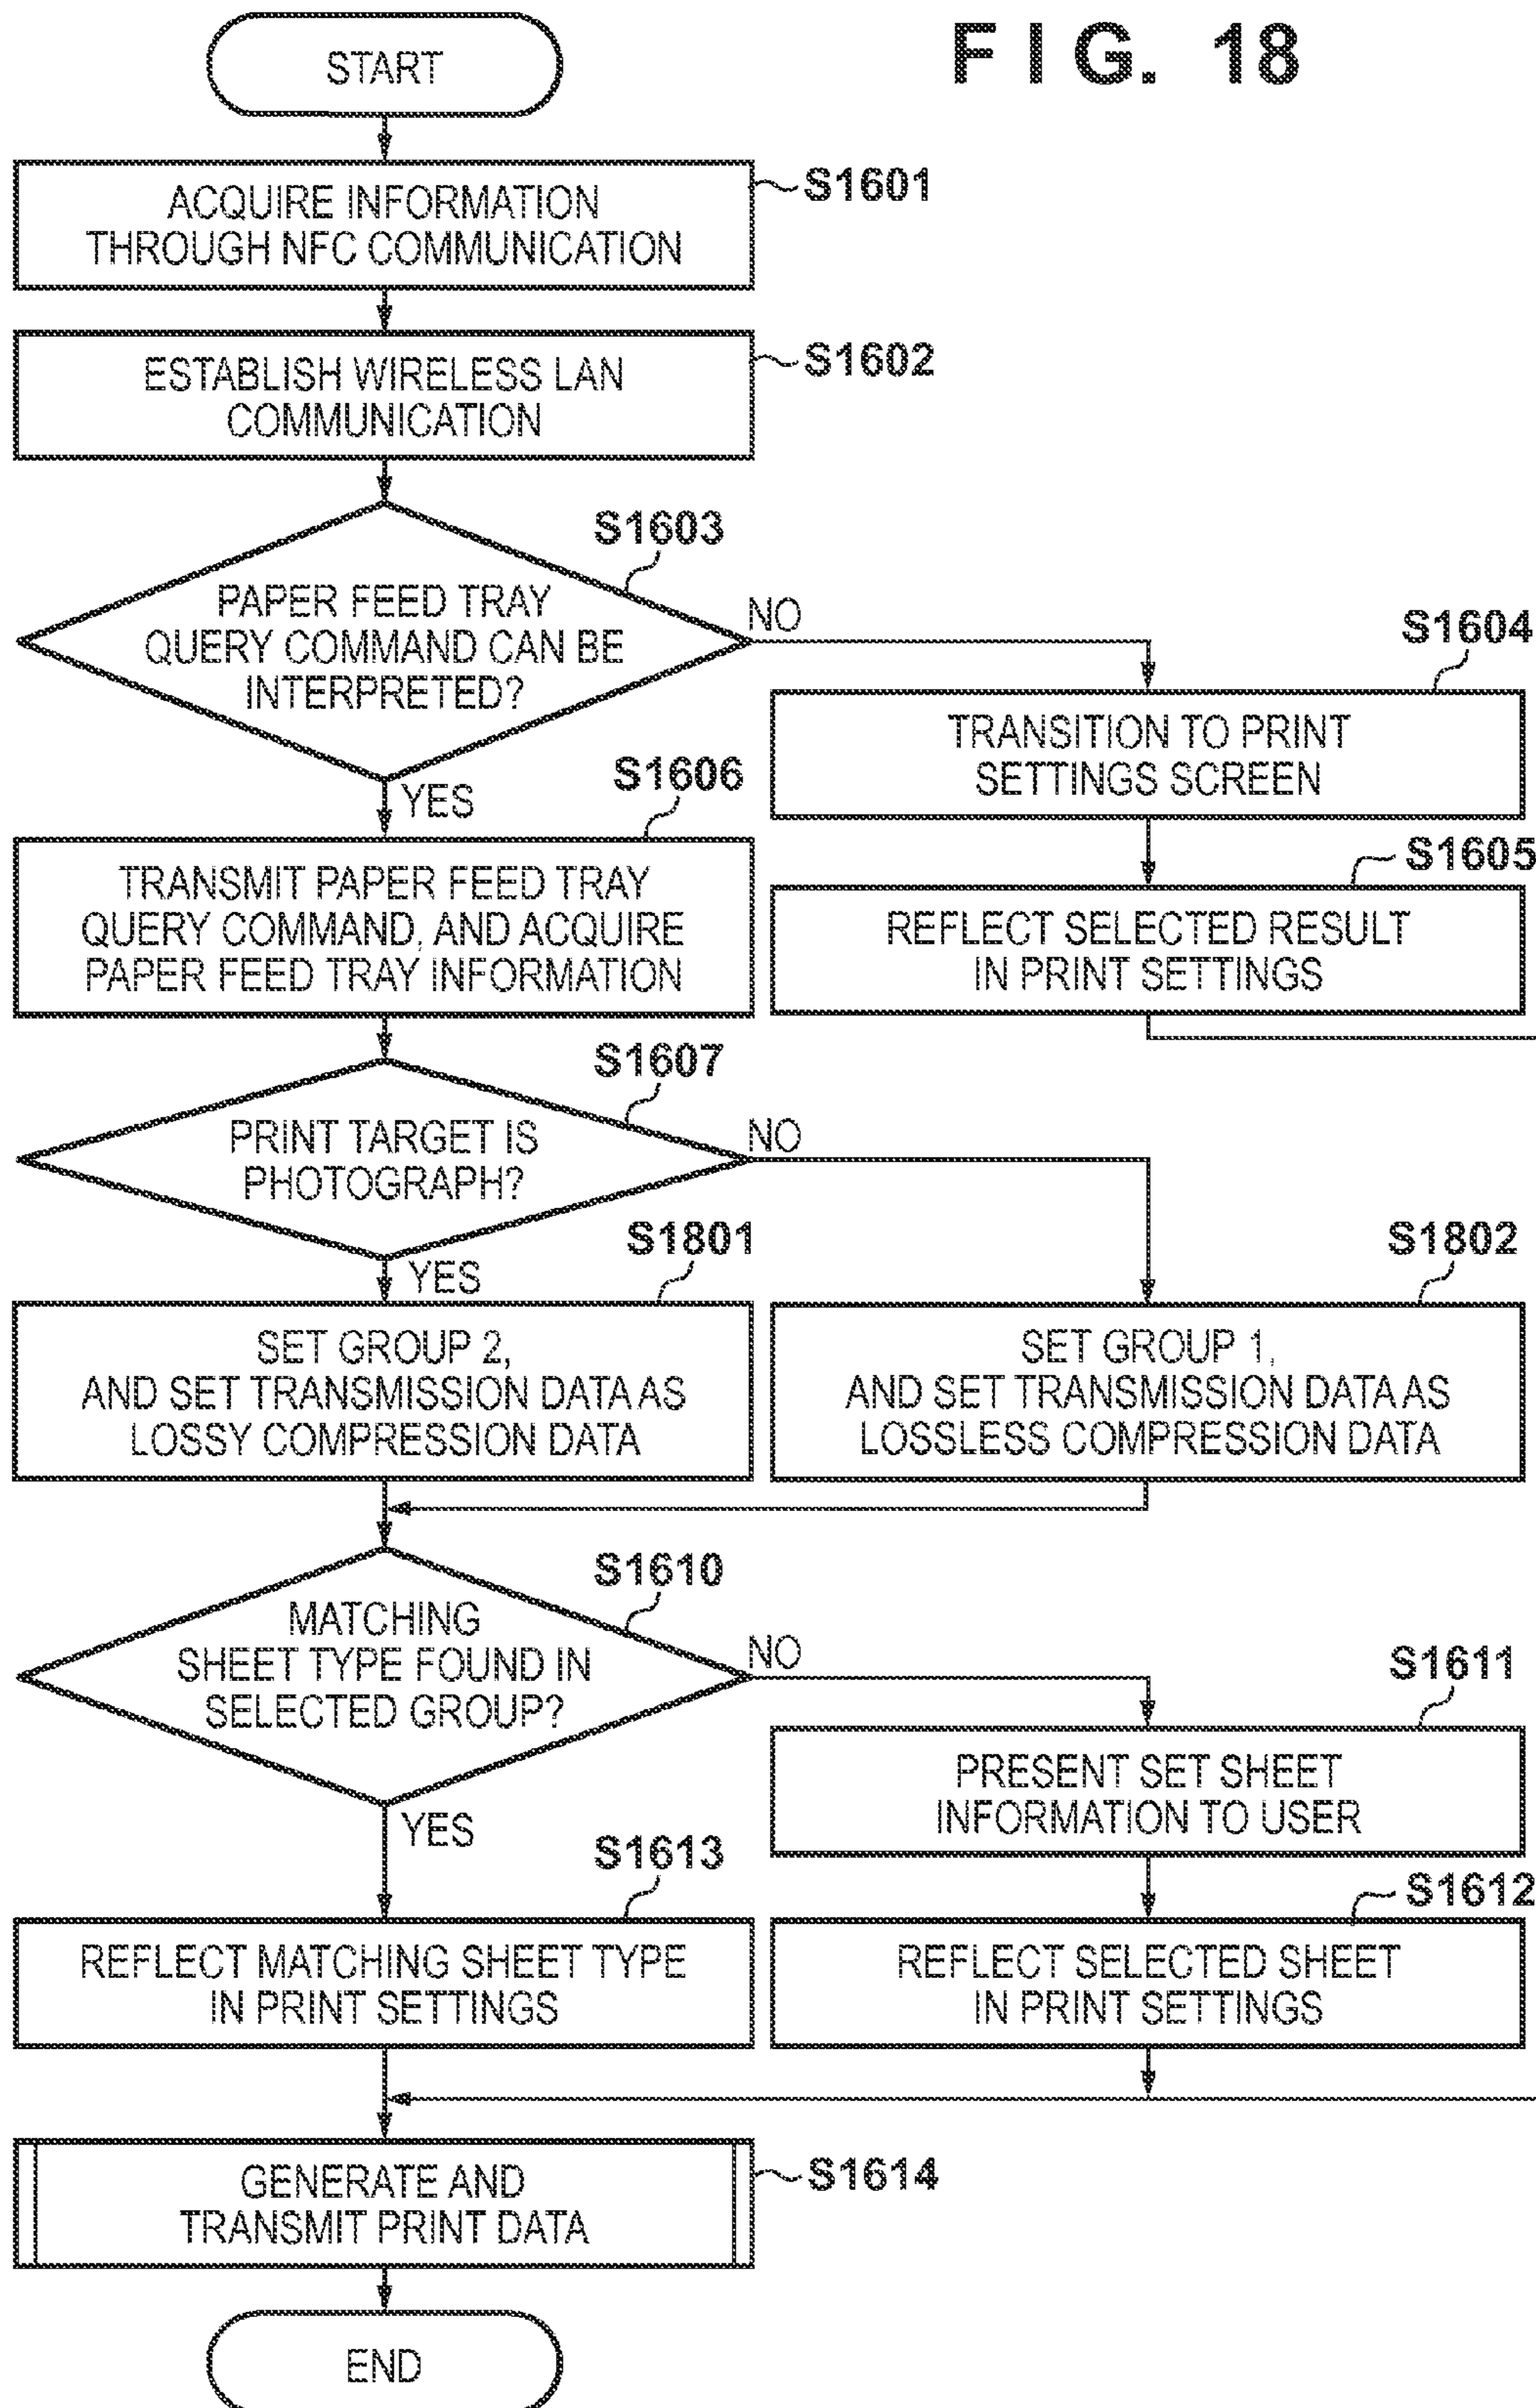 FIG. 18
START
S1601
ACQUIRE INFORMATION
THROUGH NFC COMMUNICATION
S1602
ESTABLISH WIRELESS LAN
COMMUNICATION
S1603
PAPER FEED TRAY
QUERY COMMAND CAN BE
INTERPRETED?
NO
YES
S1604
TRANSITION TO PRINT
SETTINGS SCREEN
S1605
REFLECT SELECTED RESULT
IN PRINT SETTINGS
S1606
TRANSMIT PAPER FEED TRAY
QUERY COMMAND, AND ACQUIRE
PAPER FEED TRAY INFORMATION
S1607
PRINT TARGET IS
PHOTOGRAPH?
NO
YES
S1801
SET GROUP 2,
AND SET TRANSMISSION DATA AS
LOSSY COMPRESSION DATA
S1802
SET GROUP 1,
AND SET TRANSMISSION DATA AS
LOSSLESS COMPRESSION DATA
S1610
MATCHING
SHEET TYPE FOUND IN
SELECTED GROUP?
NO
YES
S1611
PRESENT SET SHEET
INFORMATION TO USER
S1612
REFLECT SELECTED SHEET
IN PRINT SETTINGS
S1613
REFLECT MATCHING SHEET TYPE
IN PRINT SETTINGS
S1614
GENERATE AND
TRANSMIT PRINT DATA
END